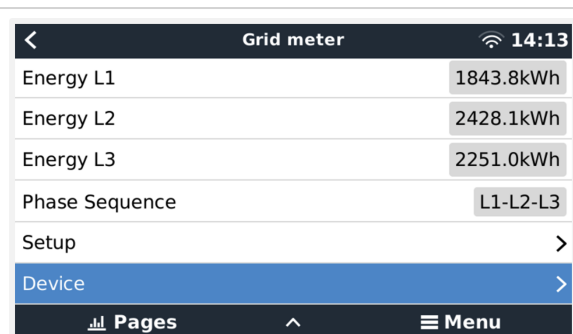 Grid meter 14:13
Energy L1 1843.8kWh
Energy L2 2428.1kWh
Energy L3 2251.0kWh
Phase Sequence L1-L2-L3
Setup
Device
Pages Menu